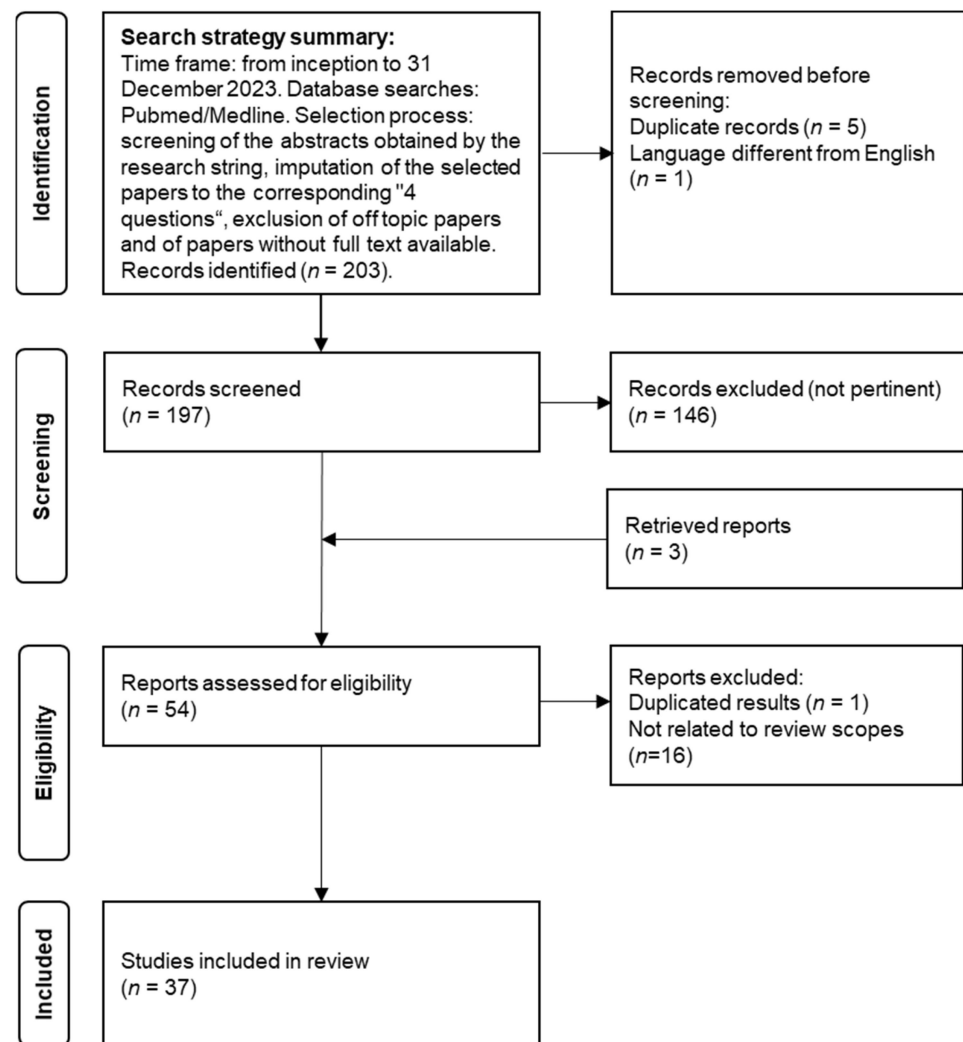 Identification
Search strategy summary:
Time frame: from inception to 31
December 2023. Database searches:
Pubmed/Medline. Selection process:
screening of the abstracts obtained by the
research string, imputation of the selected
papers to the corresponding "4
questions“, exclusion of off topic papers
and of papers without full text available.
Records identified (n = 203).
Records removed before
screening:
Duplicate records (n = 5)
Language different from English
(n = 1)
Screening
Records screened
(n = 197)
Records excluded (not pertinent)
(n = 146)
Retrieved reports
(n = 3)
Eligibility
Reports assessed for eligibility
(n = 54)
Reports excluded:
Duplicated results (n = 1)
Not related to review scopes
(n=16)
Included
Studies included in review
(n = 37)